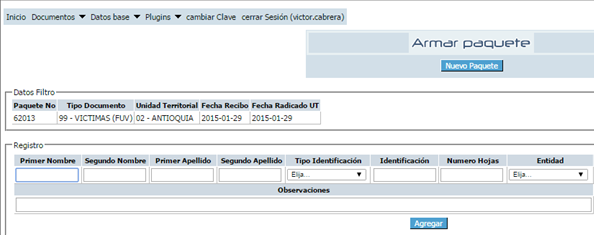 Inicio Documentos Datos base Plugins cambiar Clave cerrar Sesión (victor.cabrera)
Armar paquete
Nuevo Paquete
Datos Filtro
Paquete No Tipo Documento Unidad Territorial Fecha Recibo Fecha Radicado UT
62013 99 - VICTIMAS (FUV) 02 - ANTIOQUIA 2015-01-29 2015-01-29
Registro
Primer Nombre Segundo Nombre Primer Apellido Segundo Apellido Tipo Identificación Identificación Numero Hojas Entidad
Elija... Elija...
Observaciones
Agregar